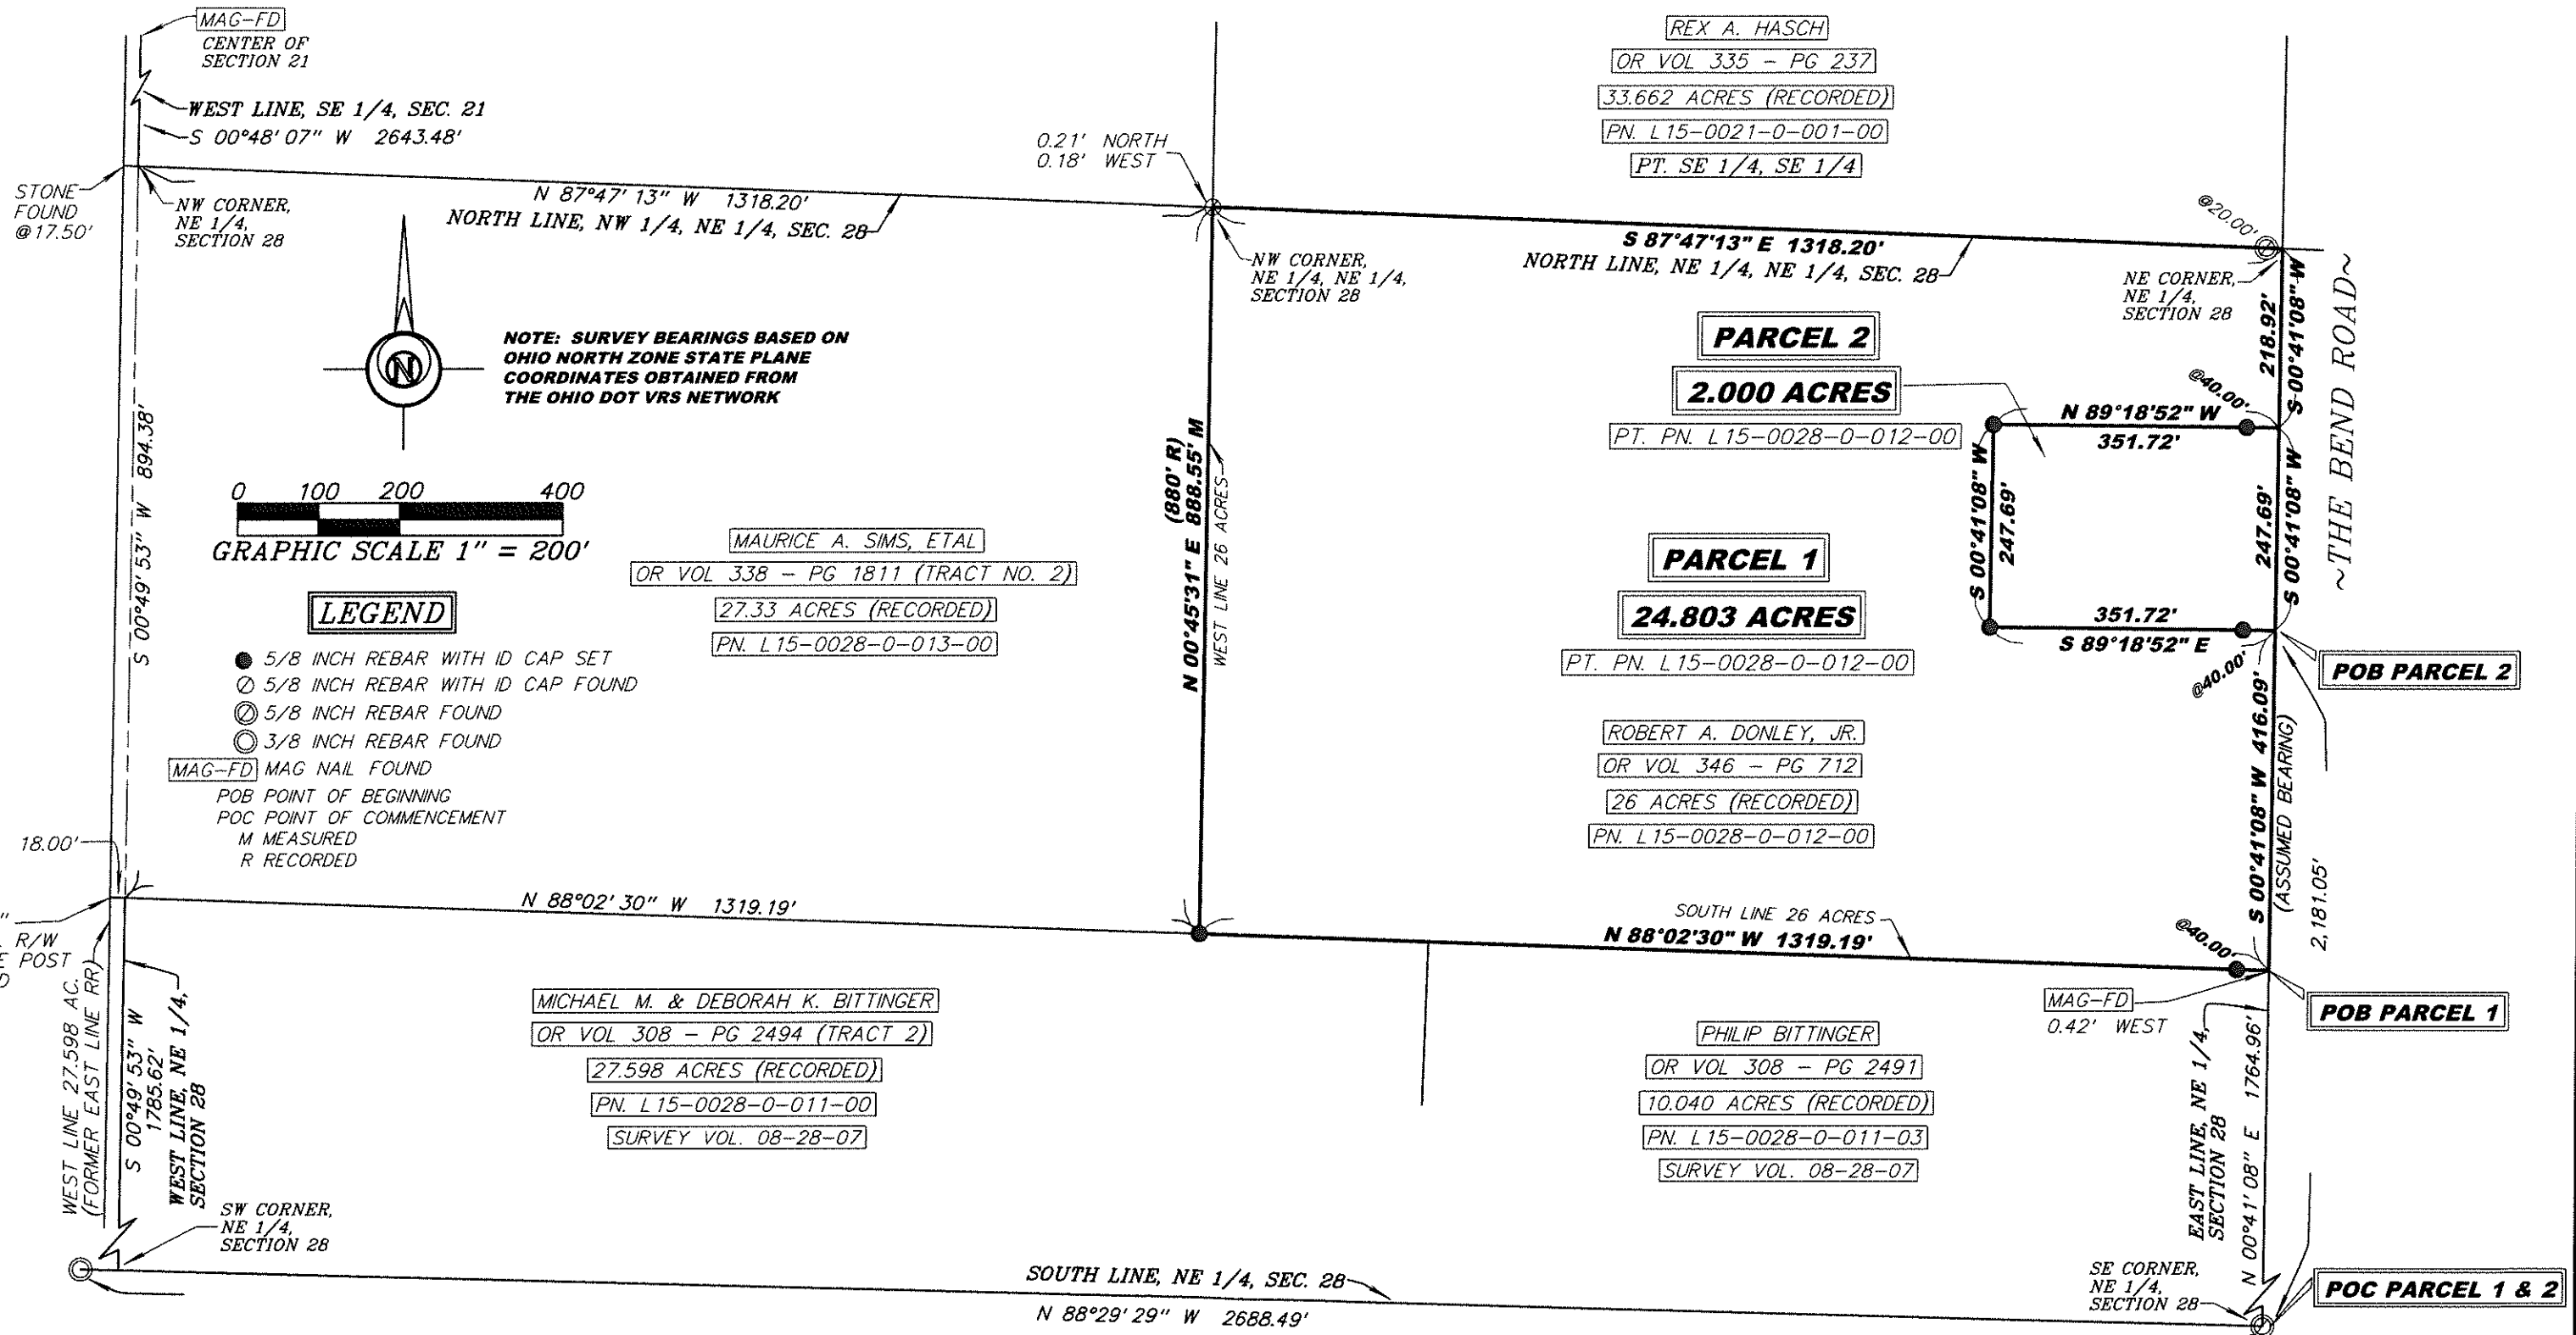 MAG-FD
CENTER OF
SECTION 21
WEST LINE, SE 1/4, SEC. 21
S 00°48' 07" W 2643.48'
STONE
FOUND
@17.50'
NW CORNER,
NE 1/4,
SECTION 28
N 87°47' 13" W 1318.20'
NORTH LINE, NW 1/4, NE 1/4, SEC. 28
0.21' NORTH
0.18' WEST
NW CORNER,
NE 1/4, NE 1/4,
SECTION 28
REX A. HASCH
OR VOL 335 - PG 237
33.662 ACRES (RECORDED)
PN. L15-0021-0-001-00
PT. SE 1/4, SE 1/4
S 87°47'13" E 1318.20'
NORTH LINE, NE 1/4, NE 1/4, SEC. 28
@20.00'
NE CORNER,
NE 1/4,
SECTION 28
218.92'
S 00°41'08" W
~THE BEND ROAD~
N
NOTE: SURVEY BEARINGS BASED ON
OHIO NORTH ZONE STATE PLANE
COORDINATES OBTAINED FROM
THE OHIO DOT VRS NETWORK
0 100 200 400
GRAPHIC SCALE 1" = 200'
LEGEND
5/8 INCH REBAR WITH ID CAP SET
5/8 INCH REBAR WITH ID CAP FOUND
5/8 INCH REBAR FOUND
3/8 INCH REBAR FOUND
MAG-FD MAG NAIL FOUND
POB POINT OF BEGINNING
POC POINT OF COMMENCEMENT
M MEASURED
R RECORDED
S 00°49' 53" W 894.38'
MAURICE A. SIMS, ETAL
OR VOL 338 - PG 1811 (TRACT NO. 2)
27.33 ACRES (RECORDED)
PN. L15-0028-0-013-00
(880' R)
N 00°45'31" E 888.55' M
WEST LINE 26 ACRES
PARCEL 2
2.000 ACRES
PT. PN. L15-0028-0-012-00
@40.00'
N 89°18'52" W
351.72'
S 00°41'08" W
247.69'
247.69'
S 00°41'08" W
351.72'
S 89°18'52" E
@40.00'
POB PARCEL 2
PARCEL 1
24.803 ACRES
PT. PN. L15-0028-0-012-00
ROBERT A. DONLEY, JR.
OR VOL 346 - PG 712
26 ACRES (RECORDED)
PN. L15-0028-0-012-00
S 00°41'08" W 416.09'
(ASSUMED BEARING)
2,181.05'
18.00'
R/W
POST
N 88°02' 30" W 1319.19'
SOUTH LINE 26 ACRES
N 88°02'30" W 1319.19'
@40.00'
MAG-FD
0.42' WEST
POB PARCEL 1
WEST LINE 27.598 AC.
(FORMER EAST LINE RR)
S 00°49' 53" W
1785.62'
WEST LINE, NE 1/4,
SECTION 28
MICHAEL M. & DEBORAH K. BITTINGER
OR VOL 308 - PG 2494 (TRACT 2)
27.598 ACRES (RECORDED)
PN. L15-0028-0-011-00
SURVEY VOL. 08-28-07
PHILIP BITTINGER
OR VOL 308 - PG 2491
10.040 ACRES (RECORDED)
PN. L15-0028-0-011-03
SURVEY VOL. 08-28-07
EAST LINE, NE 1/4,
SECTION 28
N 00°41' 08" E 1764.96'
SW CORNER,
NE 1/4,
SECTION 28
SOUTH LINE, NE 1/4, SEC. 28
N 88°29' 29" W 2688.49'
SE CORNER,
NE 1/4,
SECTION 28
POC PARCEL 1 & 2